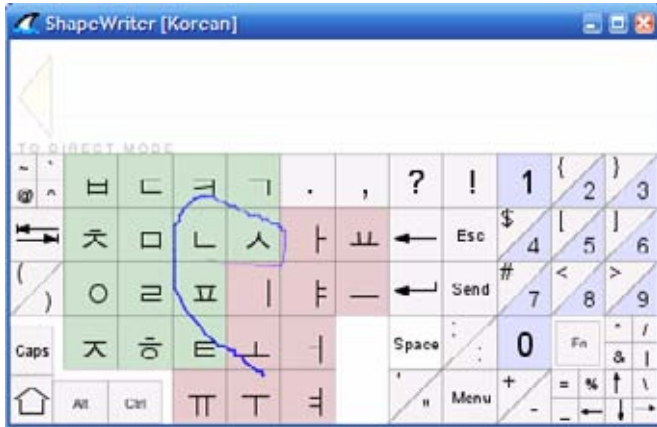 ShapeWriter [Korean]
TO DIRECT MODE
~ ` @ ^ ㅂ ㄷ ㅋ ㄱ . , ? ! 1 { 2 } 3
ㅊ ㅁ ㄴ ㅅ ㅏ ㅛ Esc $ 4 [ 5 ] 6
( ) ㅇ ㄹ ㅍ ㅣ ㅑ ㅡ Send # 7 < 8 > 9
Caps ㅈ ㅎ ㅌ ㅗ ㅓ Space : . 0 Fn " / & |
Alt Ctrl ㅠ ㅜ ㅕ ' " Menu + - = % _ \